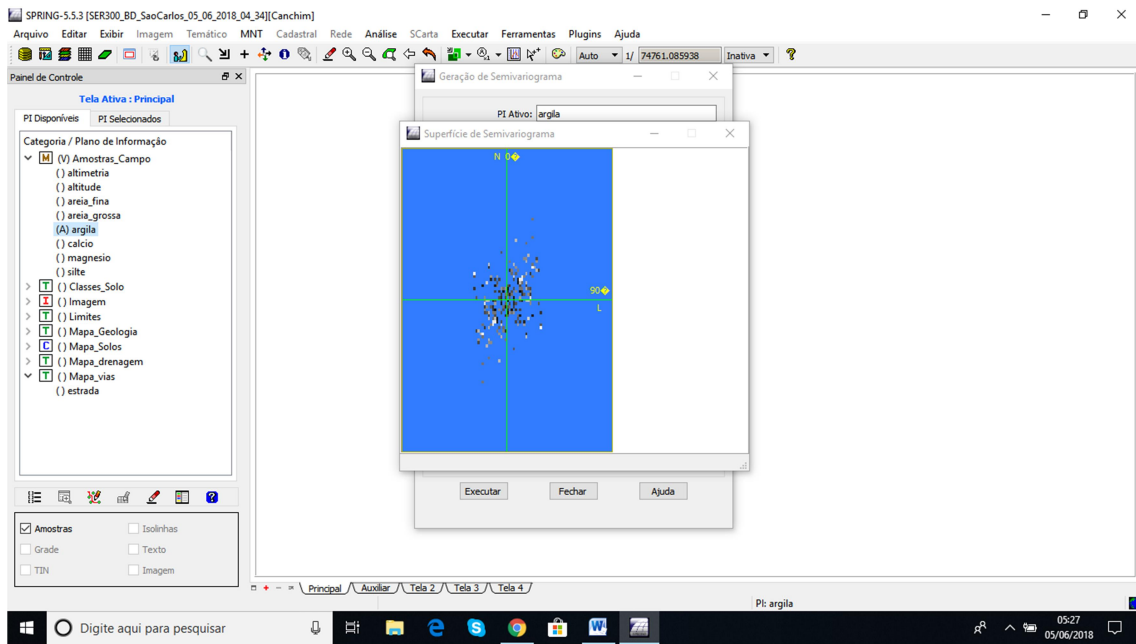 SPRING-5.5.3 [SER300_BD_SaoCarlos_05_06_2018_04_34][Canchim]
Arquivo Editar Exibir Imagem Temático MNT Cadastral Rede Análise SCarta Executar Ferramentas Plugins Ajuda
Auto 1/ 74761.085938 Inativa
Painel de Controle
Tela Ativa : Principal
PI Disponíveis PI Selecionados
Categoria / Plano de Informação
M (V) Amostras_Campo
() altimetria
() altitude
() areia_fina
() areia_grossa
(A) argila
() calcio
() magnesio
() silte
T () Classes_Solo
I () Imagem
T () Limites
T () Mapa_Geologia
C () Mapa_Solos
T () Mapa_drenagem
T () Mapa_vias
() estrada
Amostras Isolinhas
Grade Texto
TIN Imagem
Geração de Semivariograma
PI Ativo: argila
Superfície de Semivariograma
N 0�
90�
L
Executar Fechar Ajuda
Principal Auxiliar Tela 2 Tela 3 Tela 4
PI: argila
Digite aqui para pesquisar
05:27
05/06/2018